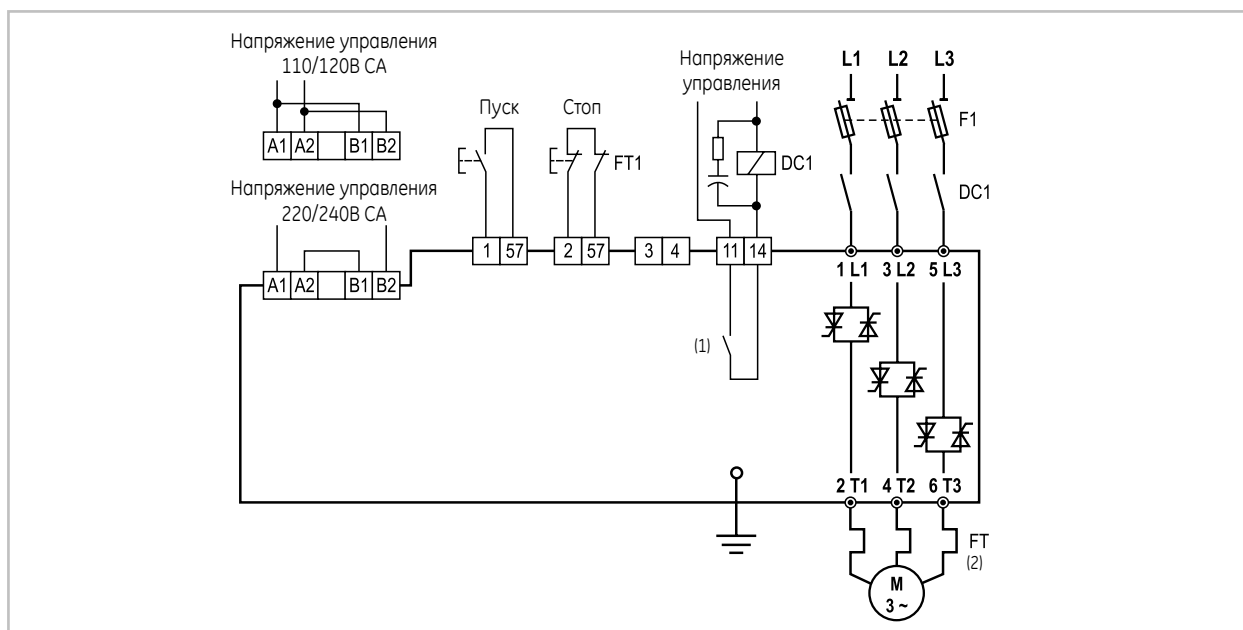 Напряжение управления
110/120В СА
A1 A2 B1 B2
Напряжение управления
220/240В СА
A1 A2 B1 B2
Пуск
1 57
Стоп
FT1
2 57
3 4
Напряжение
управления
DC1
11 14
(1)
L1 L2 L3
F1
DC1
1 L1 3 L2 5 L3
2 T1 4 T2 6 T3
FT
(2)
M
3 ~